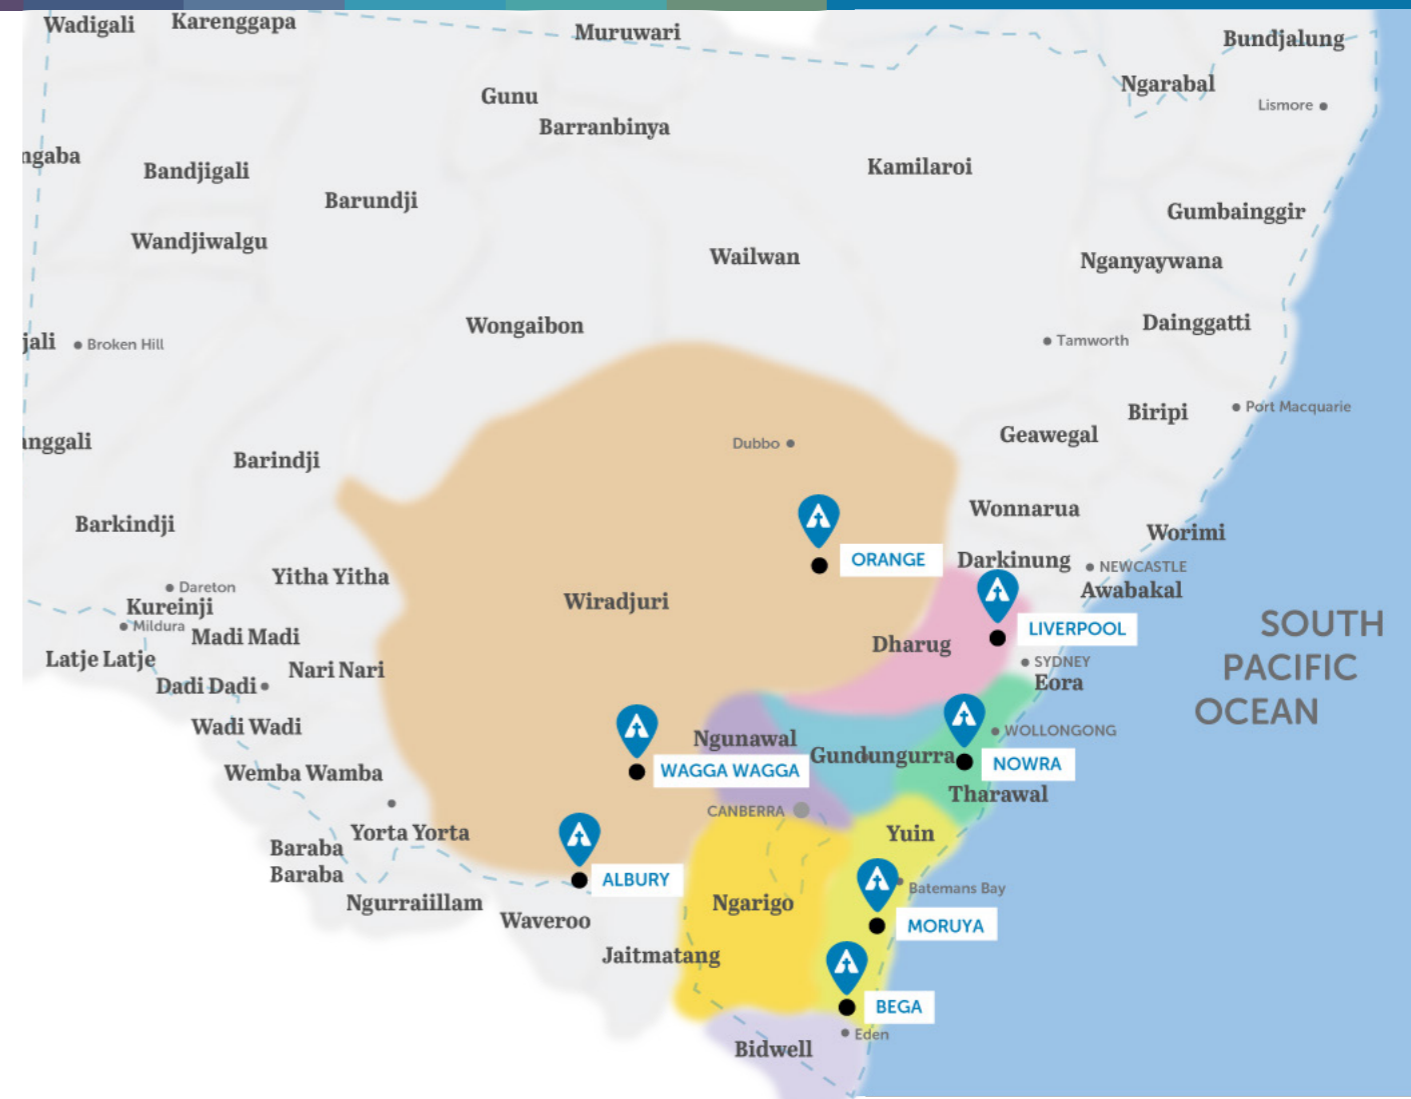 Wadigali
Karenggapa
Muruwari
Bundjalung
Ngarabal
Lismore
Gunu
Barranbinya
ngaba
Bandjigali
Kamilaroi
Barundji
Gumbainggir
Wandjiwalgu
Wailwan
Nganyaywana
Wongaibon
Dainggatti
jali
Broken Hill
Tamworth
Biripi
Port Macquarie
Geawegal
anggali
Dubbo
Barindji
Wonnarua
Barkindji
Worimi
ORANGE
Darkinung
NEWCASTLE
Yitha Yitha
Dareton
Awabakal
Wiradjuri
Kureinji
Mildura
LIVERPOOL
SOUTH
PACIFIC
OCEAN
Madi Madi
Dharug
Latje Latje
SYDNEY
Nari Nari
Eora
Dadi Dadi
Wadi Wadi
WOLLONGONG
Ngunawal
Gundungurra
NOWRA
WAGGA WAGGA
Wemba Wamba
Tharawal
CANBERRA
Yorta Yorta
Yuin
Baraba
Baraba
ALBURY
Batemans Bay
Ngurraiillam
Ngarigo
Waveroo
MORUYA
Jaitmatang
BEGA
Eden
Bidwell